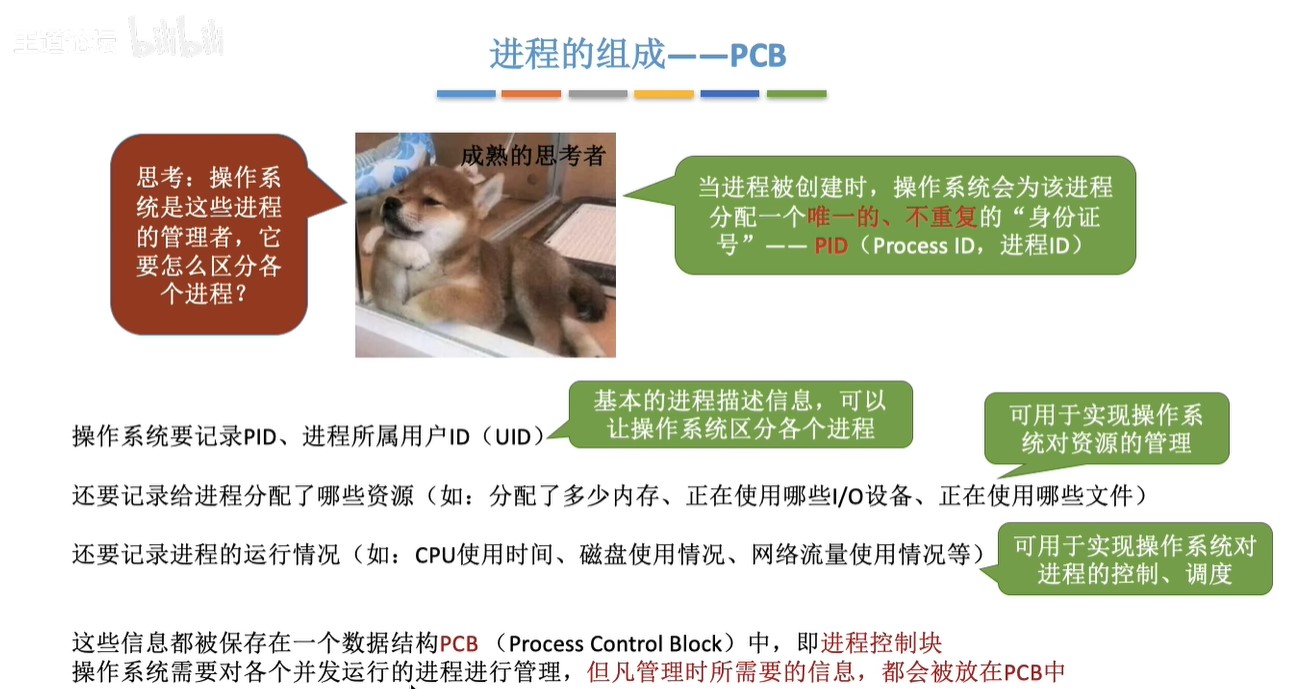 王道论坛 bilibili
进程的组成——PCB
思考：操作系
统是这些进程
的管理者，它
要怎么区分各
个进程？
成熟的思考者
当进程被创建时，操作系统会为该进程
分配一个唯一的、不重复的“身份证
号”—— PID（Process ID，进程ID）
基本的进程描述信息，可以
让操作系统区分各个进程
操作系统要记录PID、进程所属用户ID（UID）
可用于实现操作系
统对资源的管理
还要记录给进程分配了哪些资源（如：分配了多少内存、正在使用哪些I/O设备、正在使用哪些文件）
还要记录进程的运行情况（如：CPU使用时间、磁盘使用情况、网络流量使用情况等）
可用于实现操作系统对
进程的控制、调度
这些信息都被保存在一个数据结构PCB （Process Control Block）中，即进程控制块
操作系统需要对各个并发运行的进程进行管理，但凡管理时所需要的信息，都会被放在PCB中